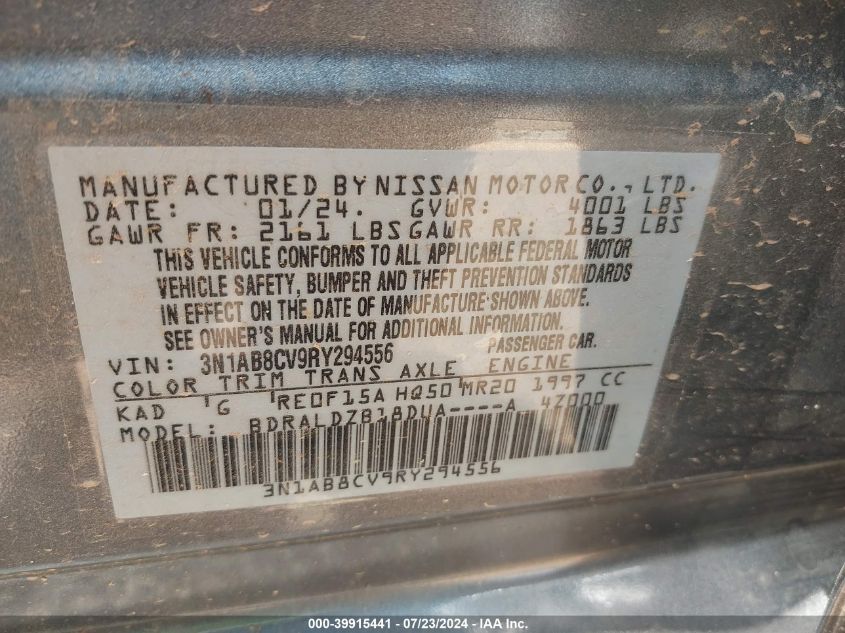 MANUFACTURED BY NISSAN MOTOR CO., LTD.
DATE: 01/24. GVWR: 4001 LBS
GAWR FR: 2161 LBS GAWR RR: 1863 LBS
THIS VEHICLE CONFORMS TO ALL APPLICABLE FEDERAL MOTOR
VEHICLE SAFETY, BUMPER AND THEFT PREVENTION STANDARDS
IN EFFECT ON THE DATE OF MANUFACTURE SHOWN ABOVE.
SEE OWNER'S MANUAL FOR ADDITIONAL INFORMATION.
VIN: 3N1AB8CV9RY294556 PASSENGER CAR.
COLOR TRIM TRANS AXLE ENGINE
KAD G RE0F15A HQ50 MR20 1997 CC
MODEL: BDRALDZB18DUA----A 4Z000
3N1AB8CV9RY294556
000-39915441 / 07/23/2024 - IAA Inc.